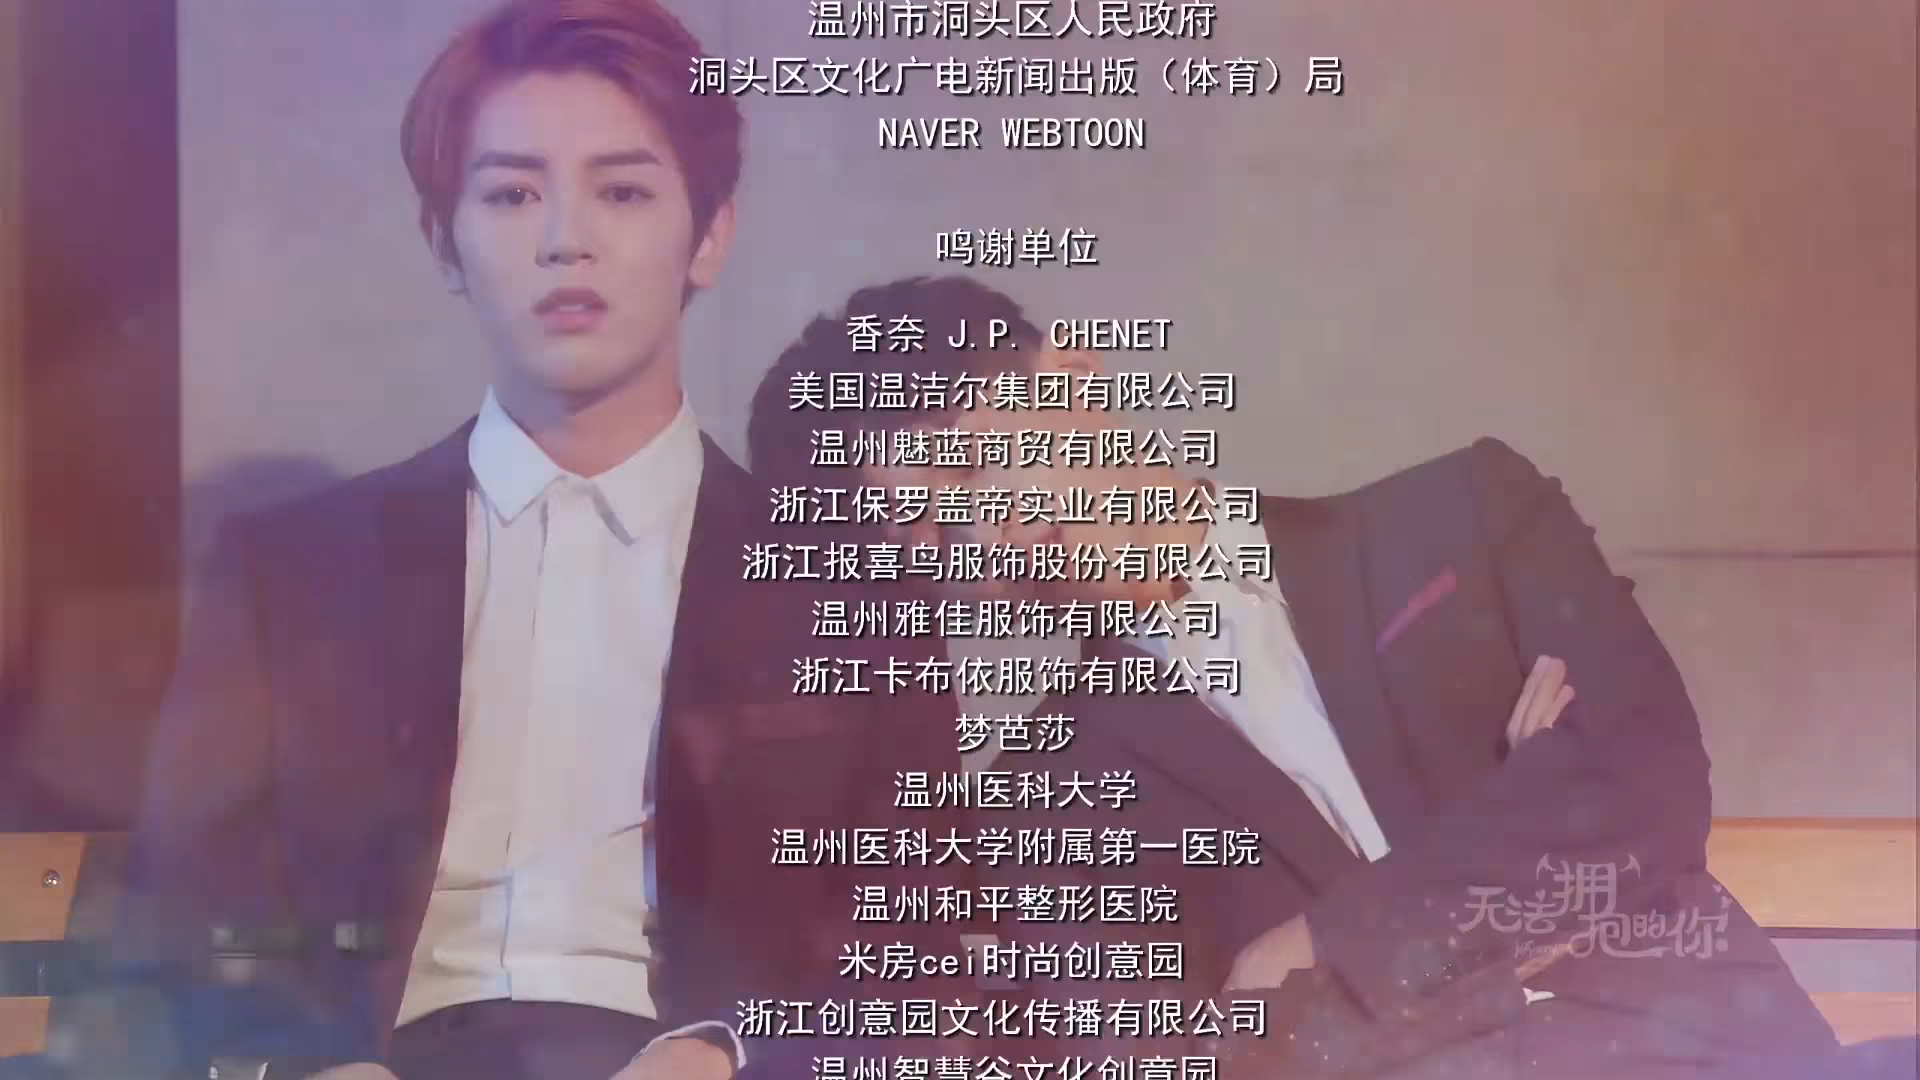 温州市洞头区人民政府
洞头区文化广电新闻出版（体育）局
NAVER WEBTOON
鸣谢单位
香奈 J.P. CHENET
美国温洁尔集团有限公司
温州魅蓝商贸有限公司
浙江保罗盖帝实业有限公司
浙江报喜鸟服饰股份有限公司
温州雅佳服饰有限公司
浙江卡布依服饰有限公司
梦芭莎
温州医科大学
温州医科大学附属第一医院
温州和平整形医院
米房cei时尚创意园
浙江创意园文化传播有限公司
温州智慧谷文化创意园
无法拥抱的你